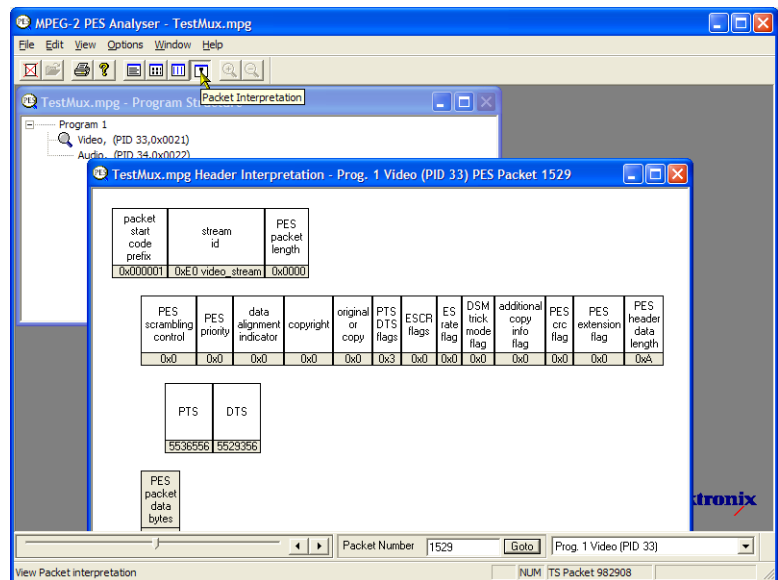 MPEG-2 PES Analyser - TestMux.mpg
File Edit View Options Window Help
Packet Interpretation
TestMux.mpg - Program
Program 1
Video, (PID 33,0x0021)
Audio, (PID 34,0x0022)
TestMux.mpg Header Interpretation - Prog. 1 Video (PID 33) PES Packet 1529
packet start code prefix
stream id
PES packet length
0x000001 0xE0 video_stream 0x0000
PES scrambling control
PES priority
data alignment indicator
copyright
original or copy
PTS DTS flags
ESCR flags
ES rate flag
DSM trick mode flag
additional copy info flag
PES crc flag
PES extension flag
PES header data length
0x0 0x0 0x0 0x0 0x0 0x3 0x0 0x0 0x0 0x0 0x0 0x0 0xA
PTS DTS
5536556 5529356
PES packet data bytes
ktronix
Packet Number 1529 Goto Prog. 1 Video (PID 33)
View Packet interpretation NUM TS Packet 982908